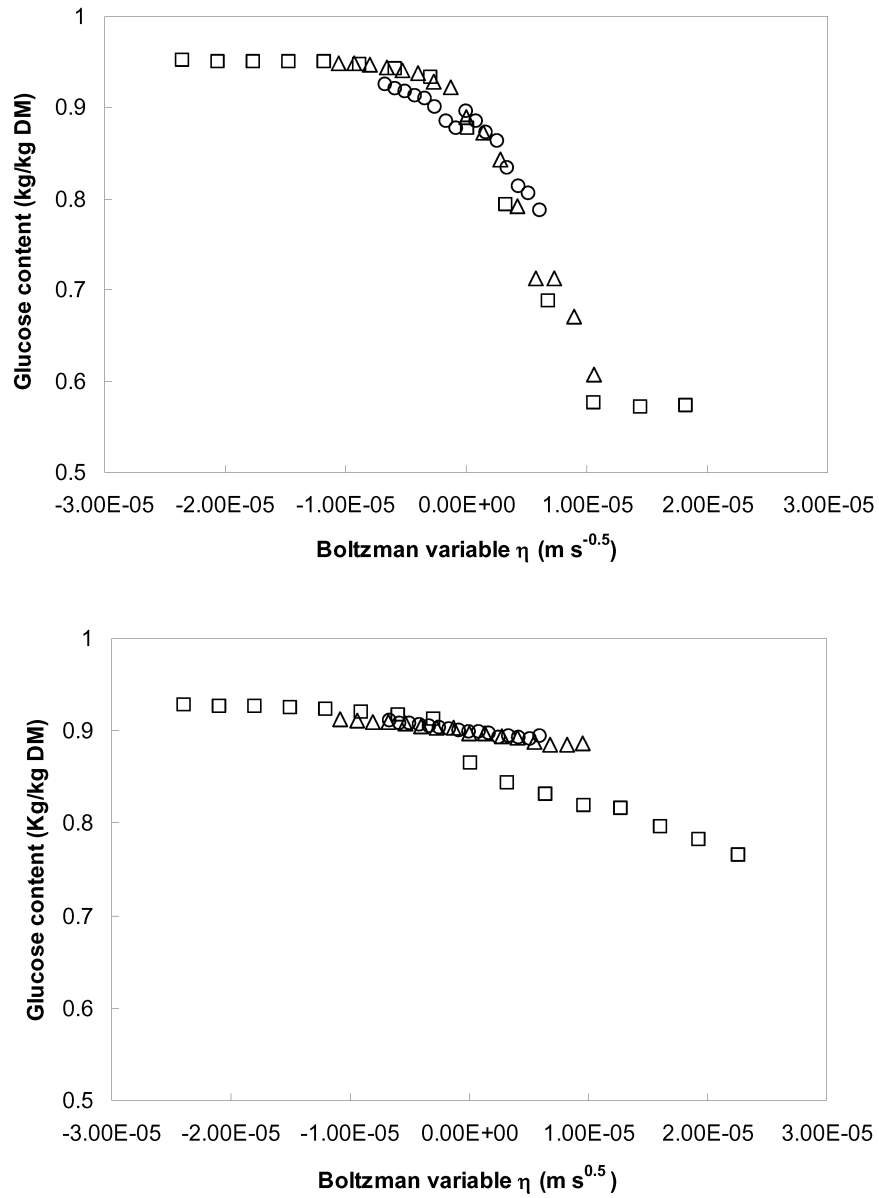 1
0.9
0.8
0.7
0.6
0.5
Glucose content (kg/kg DM)
-3.00E-05 -2.00E-05 -1.00E-05 0.00E+00 1.00E-05 2.00E-05 3.00E-05
Boltzman variable η (m s-0.5)
1
0.9
0.8
0.7
0.6
0.5
Glucose content (Kg/kg DM)
-3.00E-05 -2.00E-05 -1.00E-05 0.00E+00 1.00E-05 2.00E-05 3.00E-05
Boltzman variable η (m s0.5)